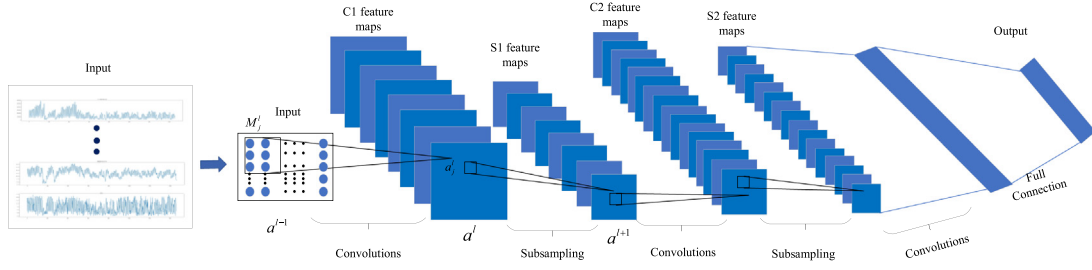 Input
Input
M_j^l
a^{l-1}
C1 feature
maps
a_j^l
a^l
Convolutions
S1 feature
maps
a^{l+1}
Subsampling
C2 feature
maps
Convolutions
S2 feature
maps
Subsampling
Convolutions
Full
Connection
Output